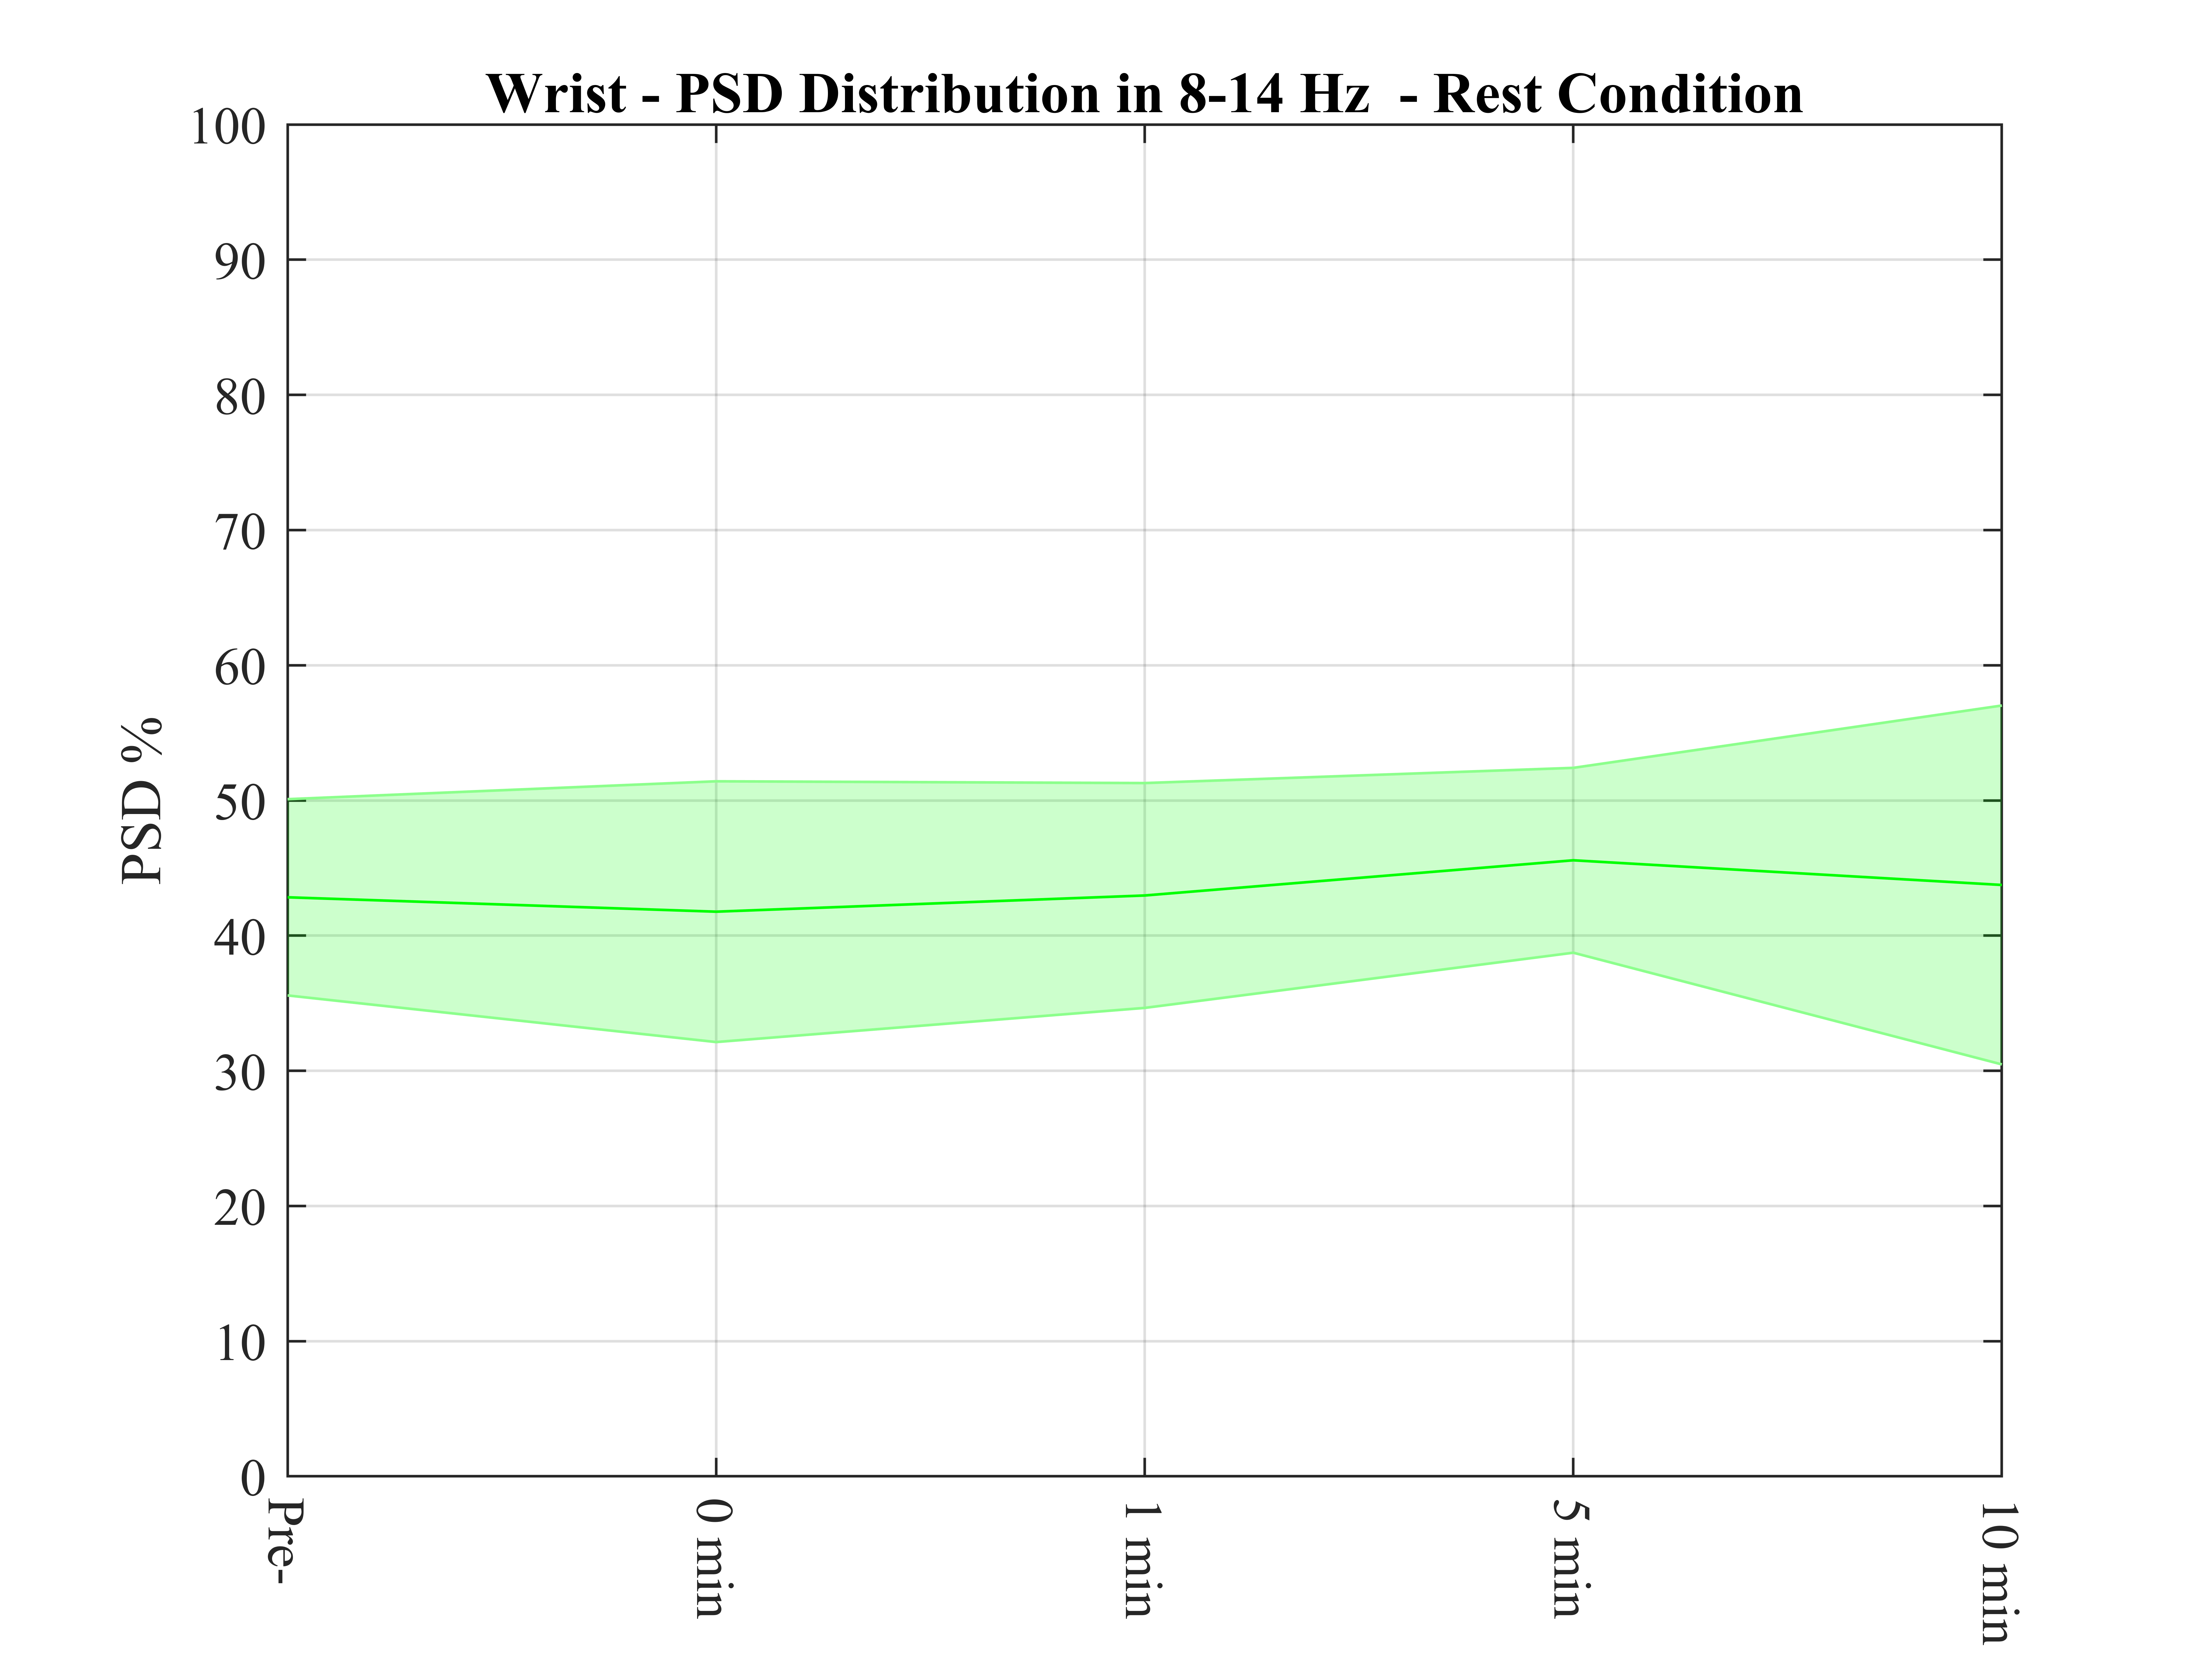 Wrist - PSD Distribution in 8-14 Hz - Rest Condition
100
90
80
70
60
50
40
30
20
10
0
PSD %
Pre-
0 min
1 min
5 min
10 min